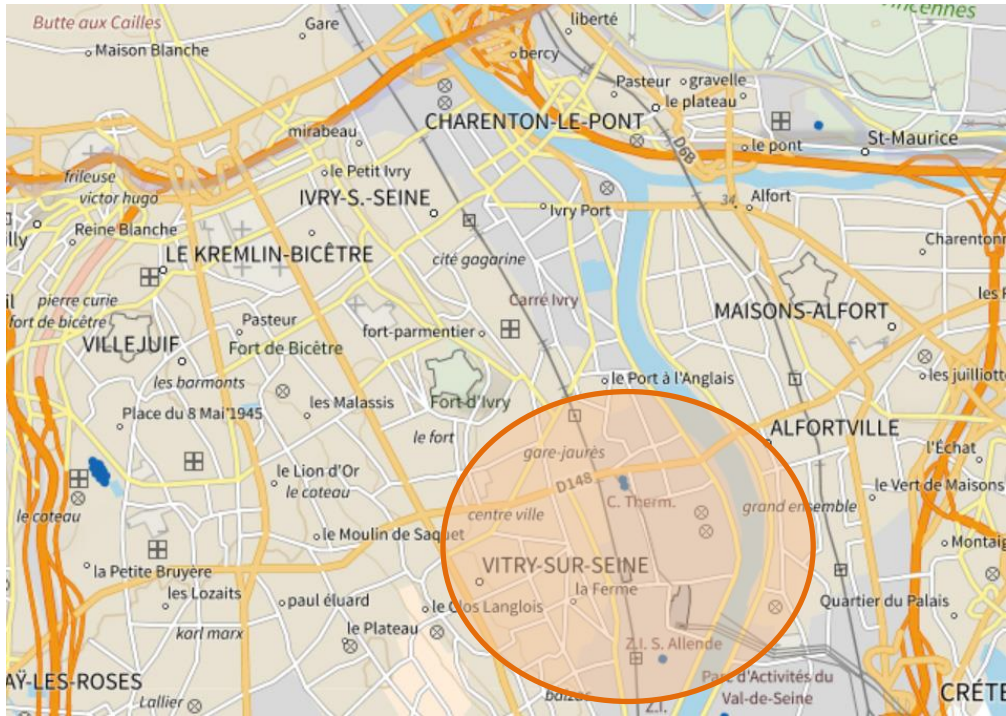 Butte aux Cailles
Gare
liberté
Vincennes
Maison Blanche
bercy
Pasteur
gravelle
le plateau
mirabeau
CHARENTON-LE-PONT
St-Maurice
D6B
le pont
frileuse
le Petit Ivry
victor hugo
IVRY-S.-SEINE
Ivry Port
34
Alfort
Reine Blanche
LE KREMLIN-BICÊTRE
cité gagarine
pierre curie
Carré Ivry
MAISONS-ALFORT
fort de bicêtre
Pasteur
fort-parmentier
VILLEJUIF
Fort de Bicêtre
les barmonts
le Port à l'Anglais
les juilliotte
Place du 8 Mai 1945
les Malassis
Fort-d'Ivry
le fort
ALFORTVILLE
gare-jaurès
l'Échat
le Lion d'Or
le coteau
D148
C. Therm.
le Vert de Maisons
le coteau
centre ville
grand ensemble
le Moulin de Saquet
la Petite Bruyère
VITRY-SUR-SEINE
les Lozaits
paul éluard
le Clos Langlois
la Ferme
Quartier du Palais
karl marx
le Plateau
Z.I. S. Allende
AŸ-LES-ROSES
Lallier
balzac
Z.I.
Parc d'Activités du
Val-de-Seine
CRÉTE